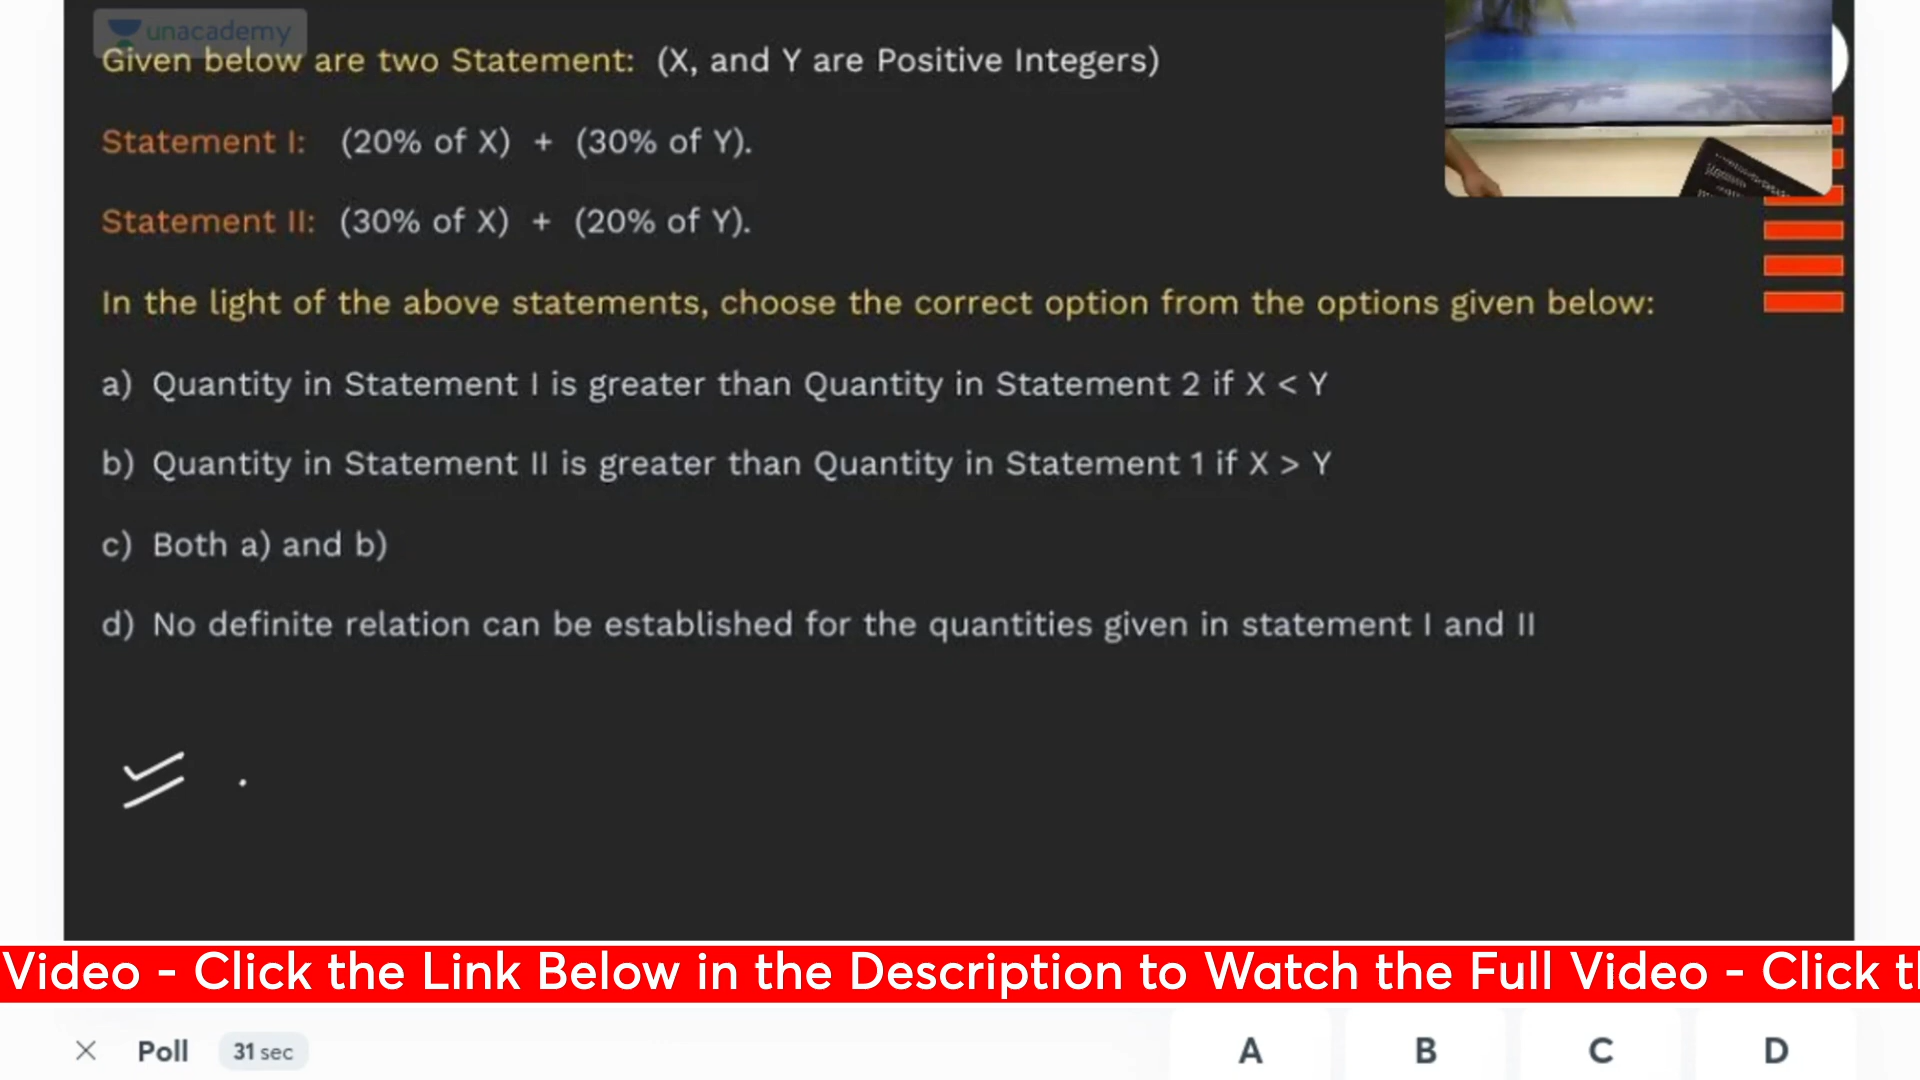 unacademy
Given below are two Statement: (X, and Y are Positive Integers)
Statement I: (20% of X) + (30% of Y).
Statement II: (30% of X) + (20% of Y).
In the light of the above statements, choose the correct option from the options given below:
a) Quantity in Statement I is greater than Quantity in Statement 2 if X < Y
b) Quantity in Statement II is greater than Quantity in Statement 1 if X > Y
c) Both a) and b)
d) No definite relation can be established for the quantities given in statement I and II
Video - Click the Link Below in the Description to Watch the Full Video - Click
Poll 31 sec A B C D